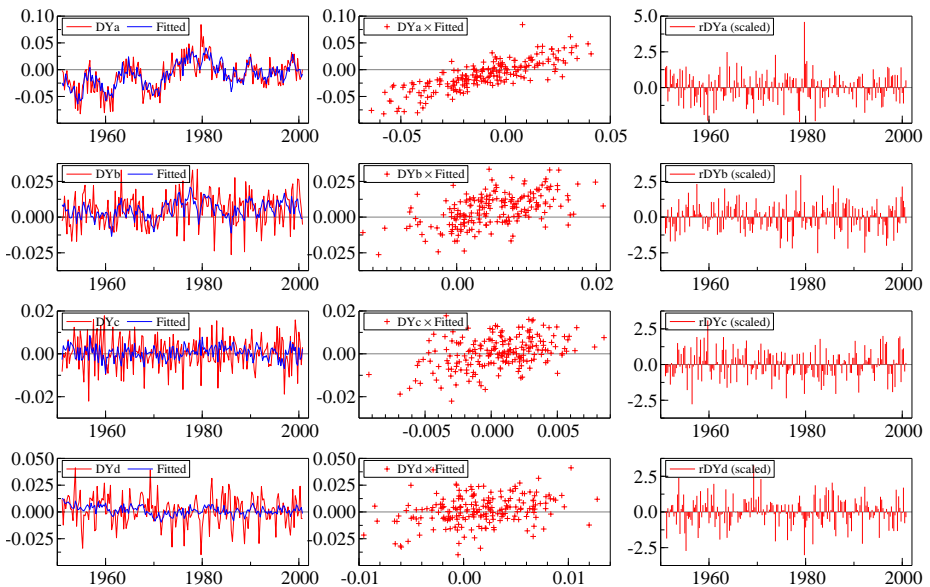 0.10
DYa Fitted
0.05
0.00
-0.05
1960 1980 2000
0.10
DYa × Fitted
0.05
0.00
-0.05
-0.05 0.00 0.05
5.0
rDYa (scaled)
2.5
0.0
1960 1980 2000
DYb Fitted
0.025
0.000
-0.025
1960 1980 2000
DYb × Fitted
0.025
0.000
-0.025
0.00 0.02
rDYb (scaled)
2.5
0.0
-2.5
1960 1980 2000
0.02
DYc Fitted
0.00
-0.02
1960 1980 2000
0.02
DYc × Fitted
0.00
-0.02
-0.005 0.000 0.005
rDYc (scaled)
2.5
0.0
-2.5
1960 1980 2000
0.050
DYd Fitted
0.025
0.000
-0.025
1960 1980 2000
0.050
DYd × Fitted
0.025
0.000
-0.025
-0.01 0.00 0.01
rDYd (scaled)
2.5
0.0
-2.5
1960 1980 2000